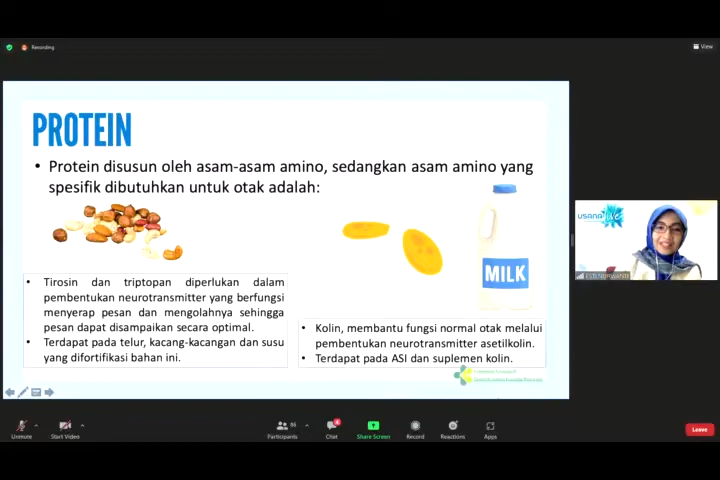 Recording
View
PROTEIN
• Protein disusun oleh asam-asam amino, sedangkan asam amino yang
spesifik dibutuhkan untuk otak adalah:
MILK
• Tirosin dan triptopan diperlukan dalam
pembentukan neurotransmitter yang berfungsi
menyerap pesan dan mengolahnya sehingga
pesan dapat disampaikan secara optimal.
• Terdapat pada telur, kacang-kacangan dan susu
yang difortifikasi bahan ini.
• Kolin, membantu fungsi normal otak melalui
pembentukan neurotransmitter asetilkolin.
• Terdapat pada ASI dan suplemen kolin.
USANA live
Unmute
Start Video
Participants
Chat
Share Screen
Record
Reactions
Apps
Leave